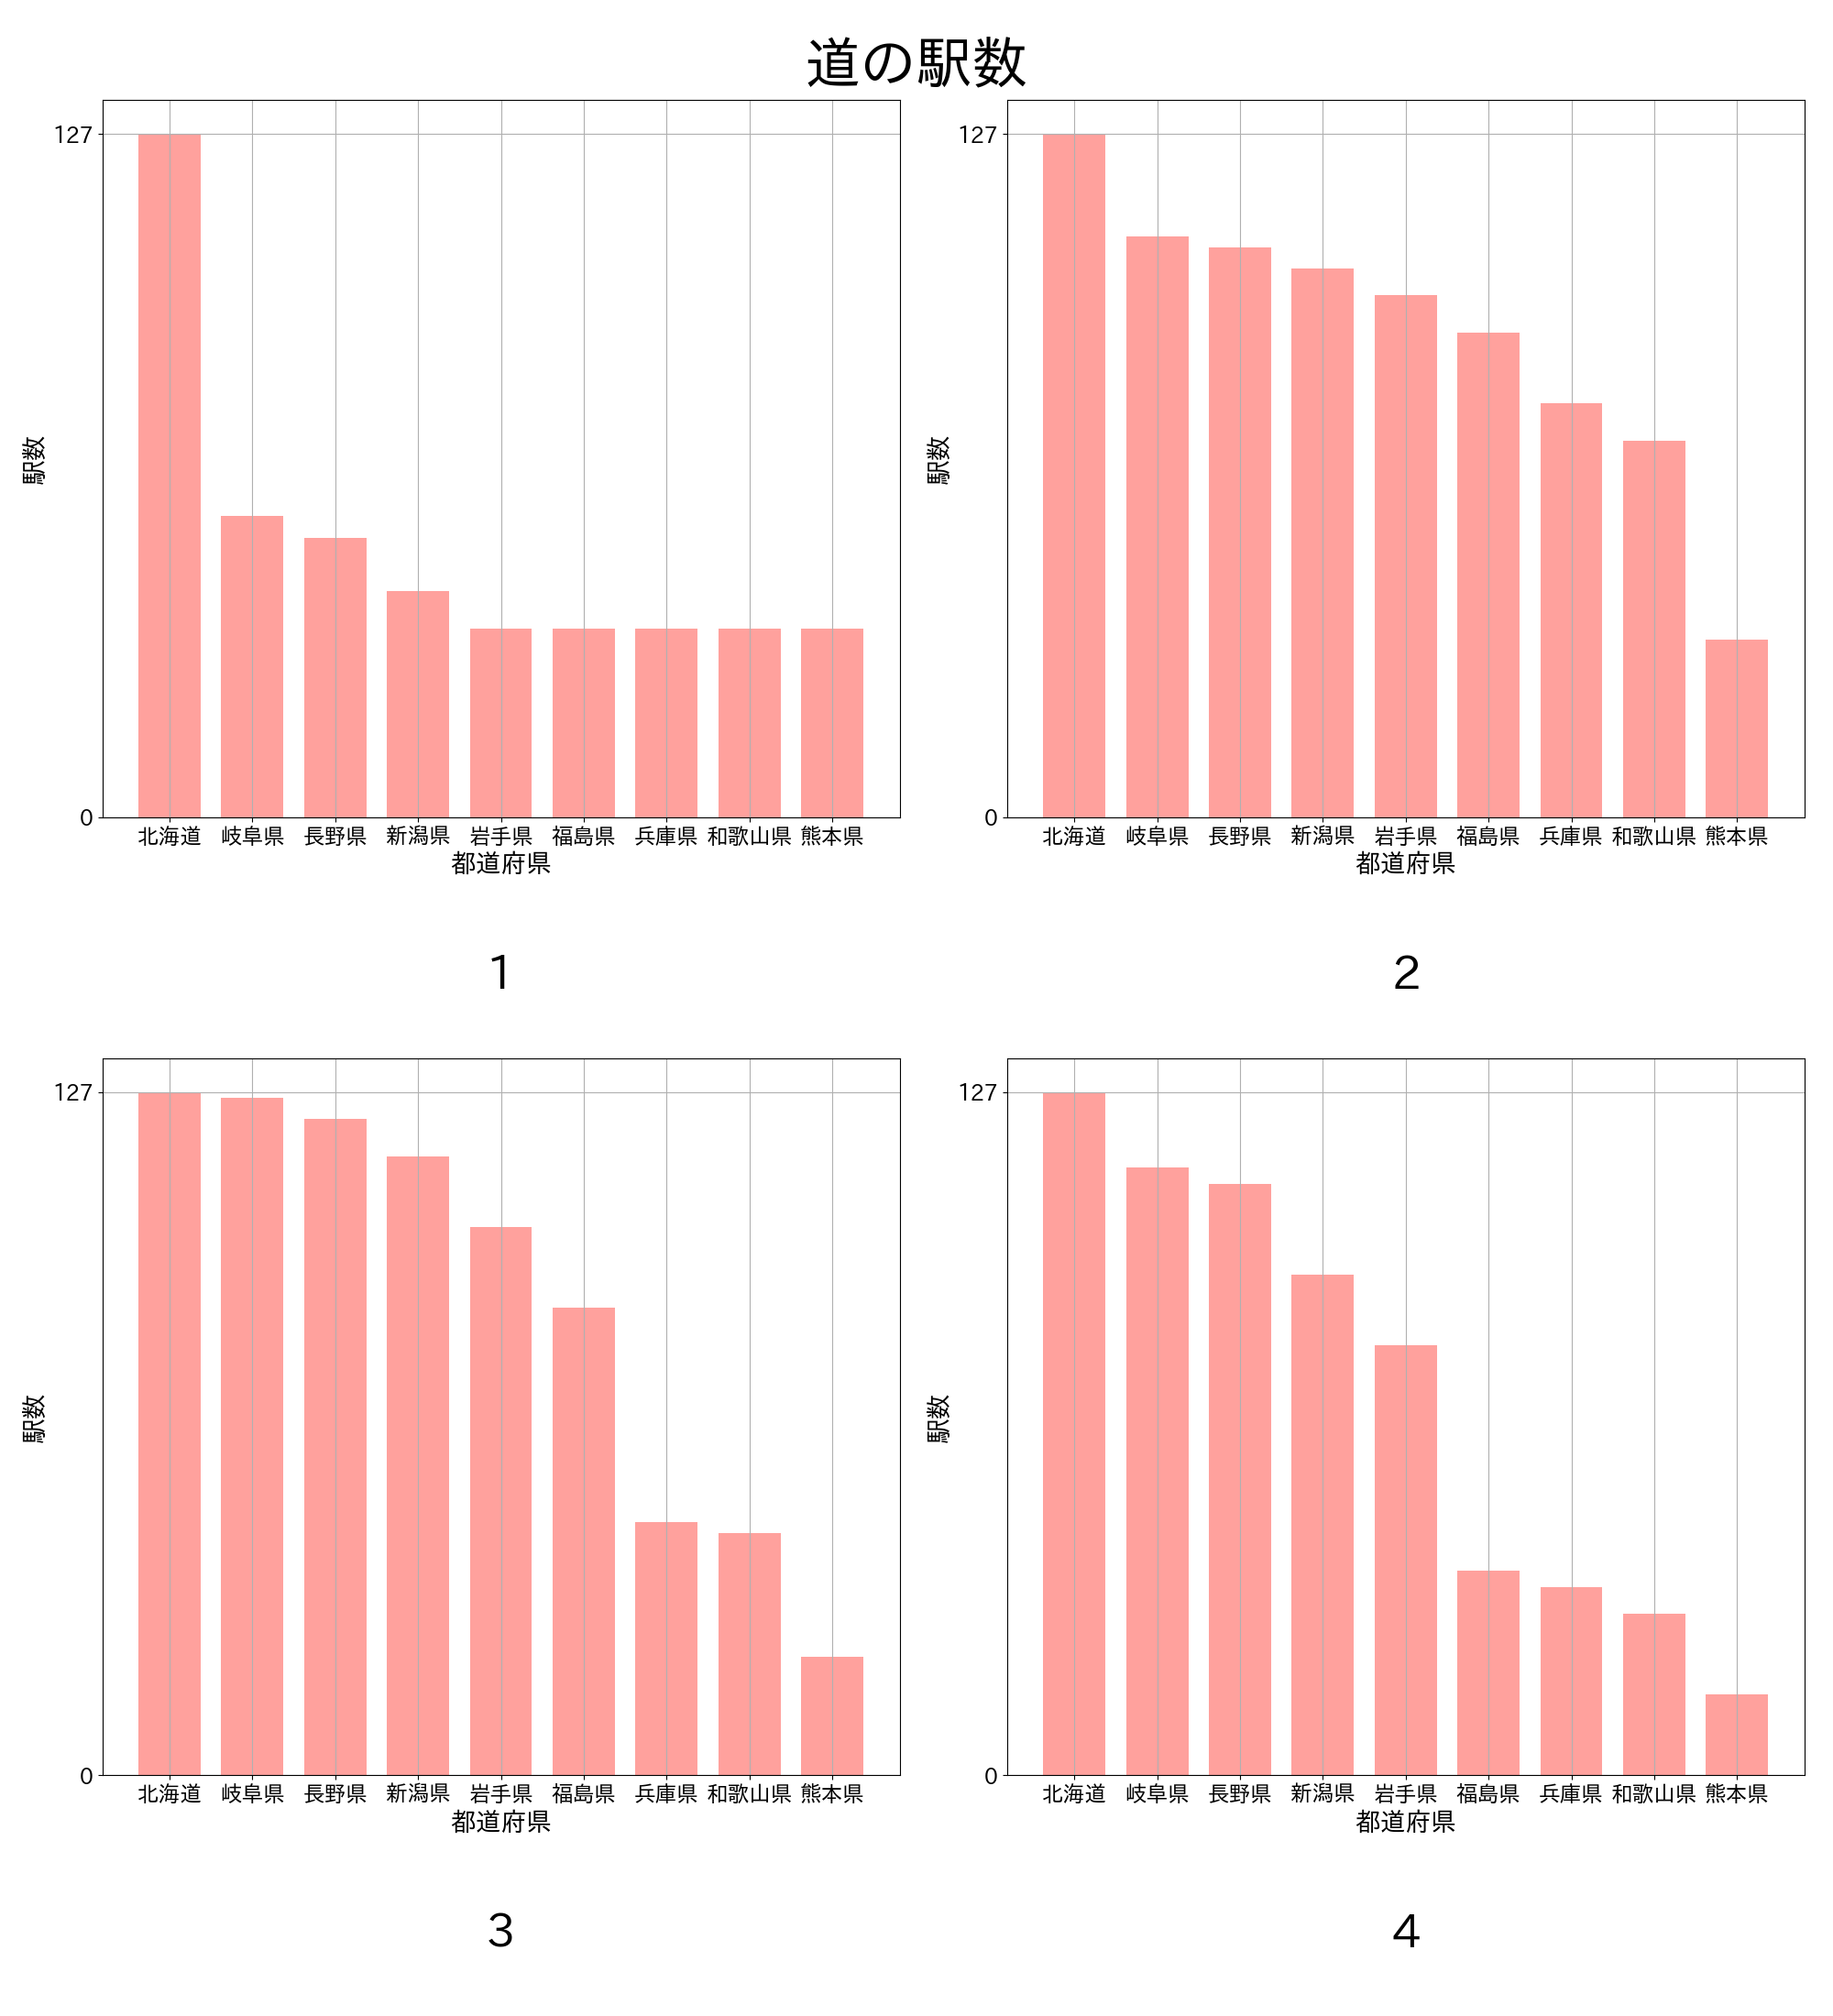 道の駅数
127
0
駅数
北海道 岐阜県 長野県 新潟県 岩手県 福島県 兵庫県 和歌山県 熊本県
都道府県
1
127
0
駅数
北海道 岐阜県 長野県 新潟県 岩手県 福島県 兵庫県 和歌山県 熊本県
都道府県
2
127
0
駅数
北海道 岐阜県 長野県 新潟県 岩手県 福島県 兵庫県 和歌山県 熊本県
都道府県
3
127
0
駅数
北海道 岐阜県 長野県 新潟県 岩手県 福島県 兵庫県 和歌山県 熊本県
都道府県
4